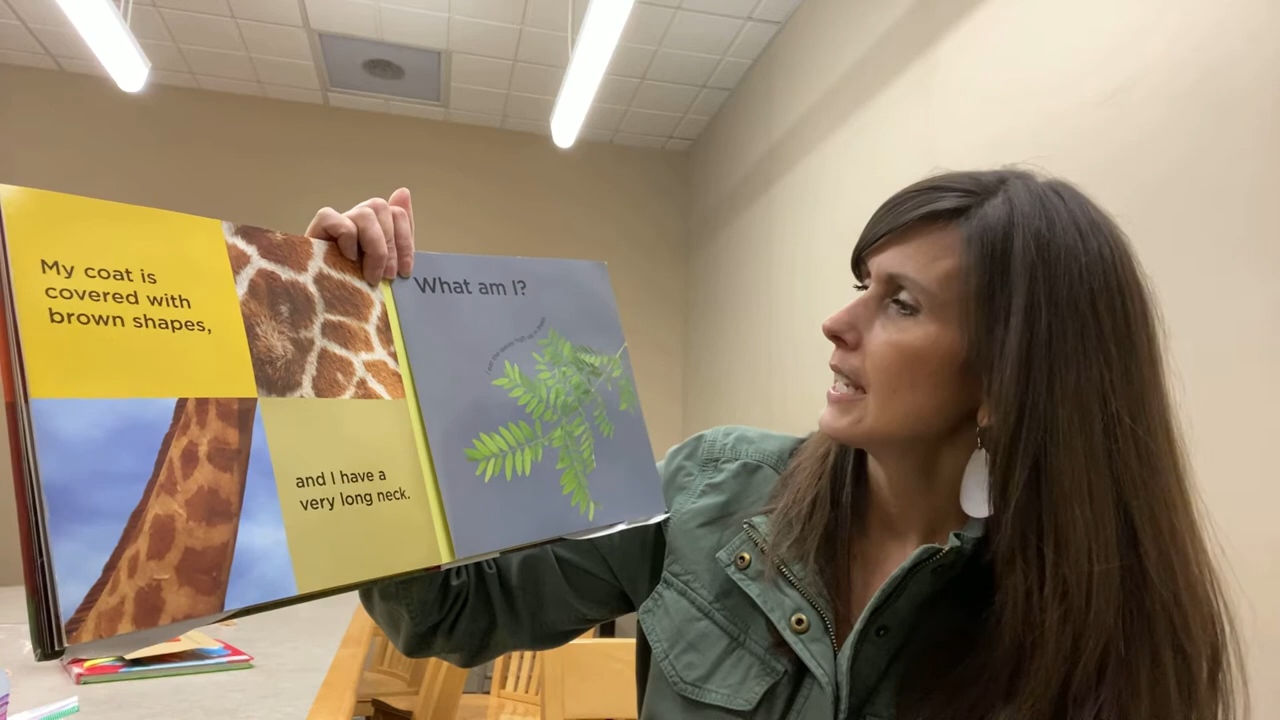 My coat is
covered with
brown shapes,
and I have a
very long neck.
What am I?